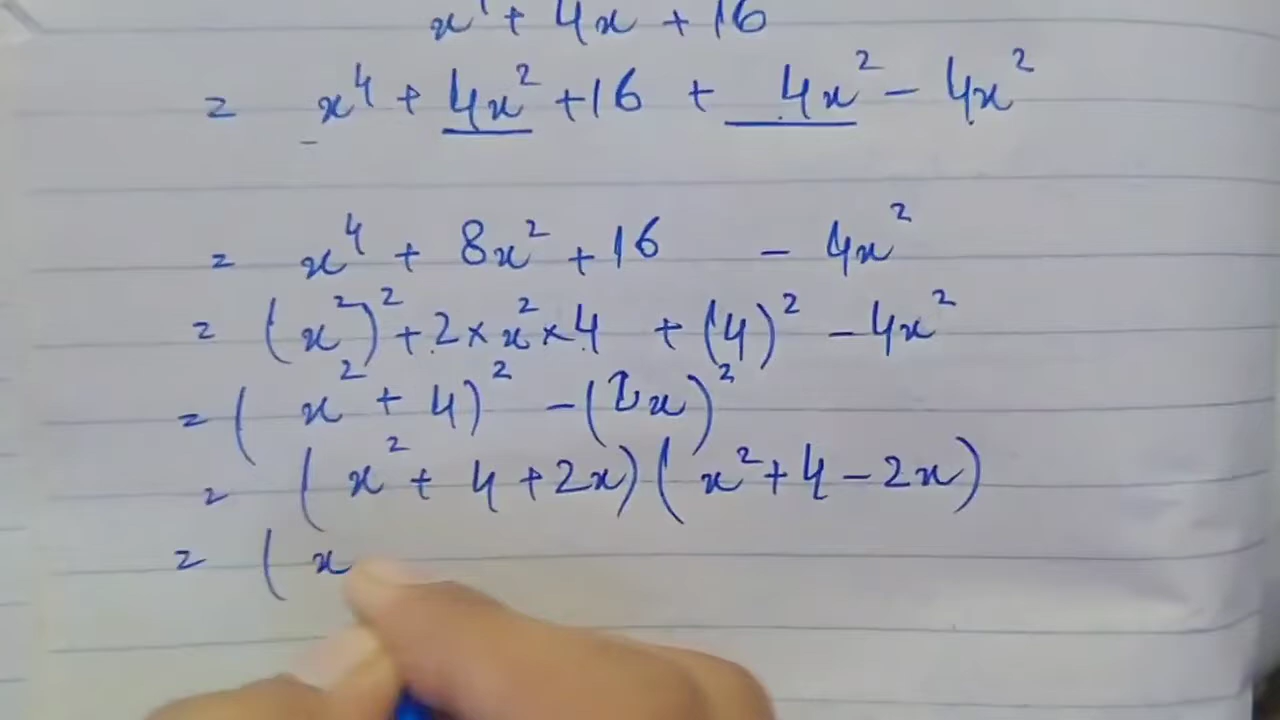 x + 4x + 16
= x⁴ + 4x² + 16 + 4x² - 4x²
= x⁴ + 8x² + 16 - 4x²
= (x²)² + 2 × x² × 4 + (4)² - 4x²
= (x² + 4)² - (2x)²
= (x² + 4 + 2x)(x² + 4 - 2x)
= (x